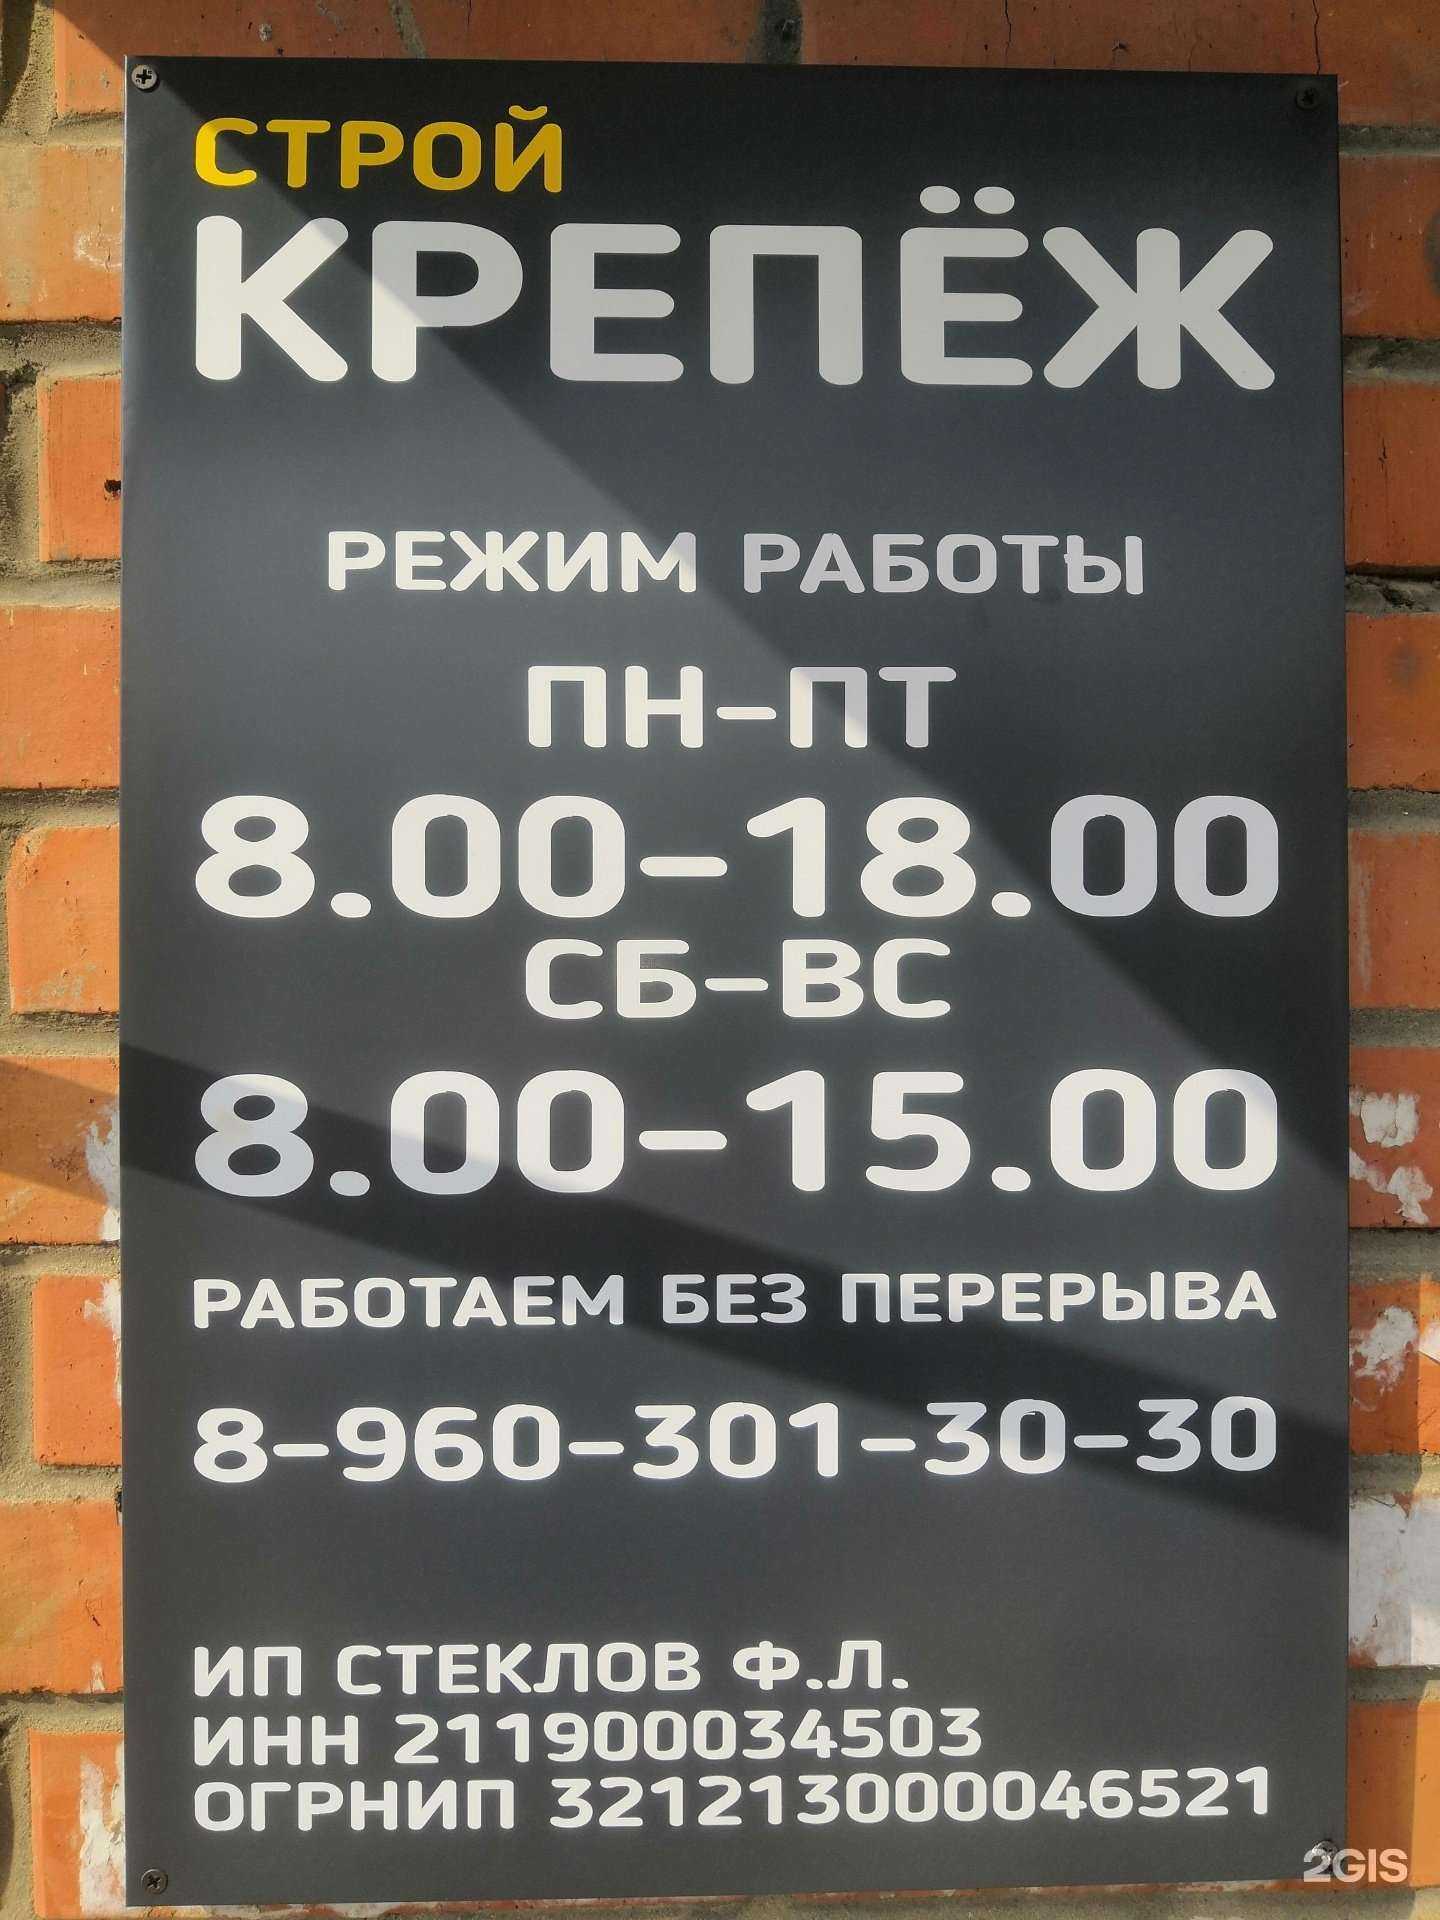 СТРОЙ
КРЕПЁЖ
РЕЖИМ РАБОТЫ
ПН-ПТ
8.00-18.00
СБ-ВС
8.00-15.00
РАБОТАЕМ БЕЗ ПЕРЕРЫВА
8-960-301-30-30
ИП СТЕКЛОВ Ф.Л.
ИНН 211900034503
ОГРНИП 321213000046521
2GIS